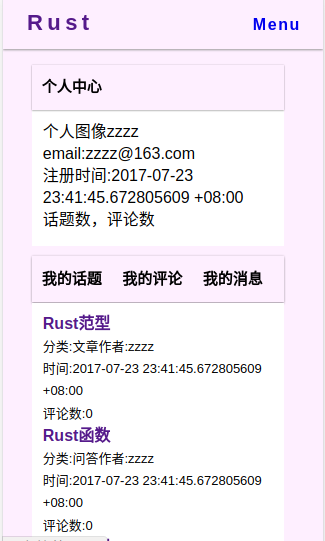 Rust
Menu
个人中心
个人图像zzzz
email:zzzz@163.com
注册时间:2017-07-23
23:41:45.672805609 +08:00
话题数，评论数
我的话题 我的评论 我的消息
Rust范型
分类:文章作者:zzzz
时间:2017-07-23 23:41:45.672805609
+08:00
评论数:0
Rust函数
分类:问答作者:zzzz
时间:2017-07-23 23:41:45.672805609
+08:00
评论数:0